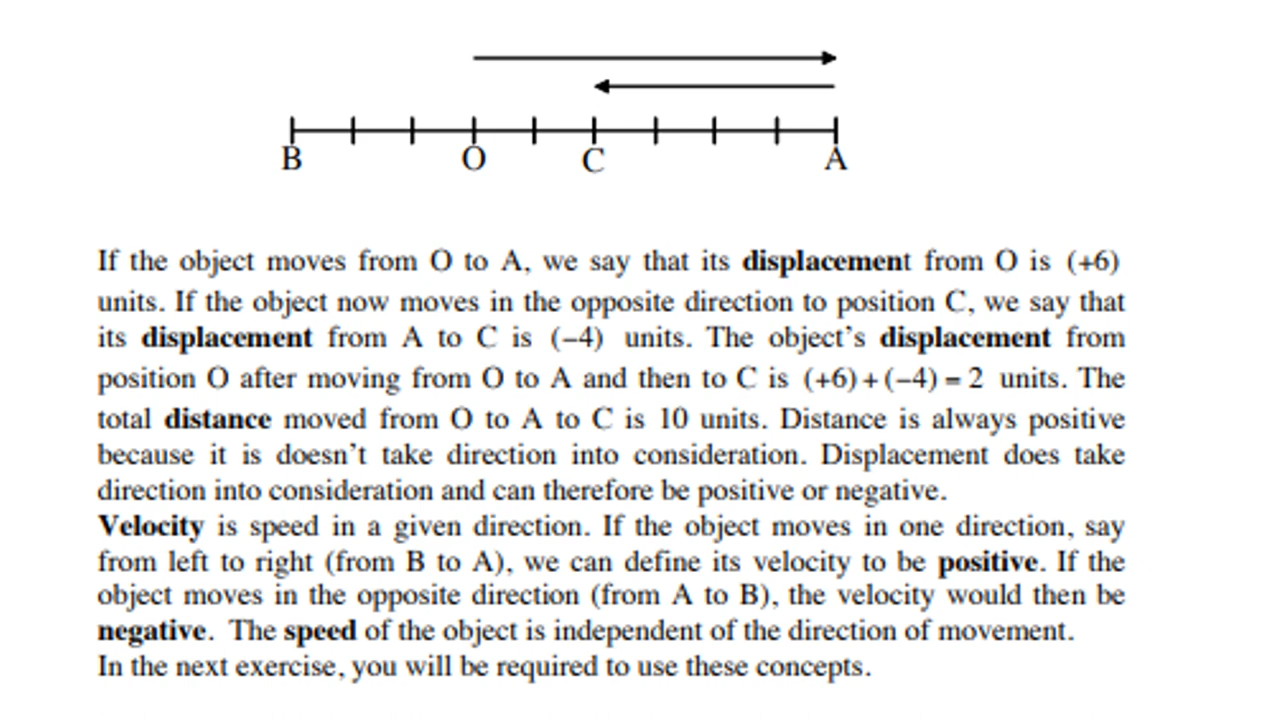 B O C A
If the object moves from O to A, we say that its displacement from O is (+6)
units. If the object now moves in the opposite direction to position C, we say that
its displacement from A to C is (−4) units. The object's displacement from
position O after moving from O to A and then to C is (+6)+(−4)=2 units. The
total distance moved from O to A to C is 10 units. Distance is always positive
because it is doesn't take direction into consideration. Displacement does take
direction into consideration and can therefore be positive or negative.
Velocity is speed in a given direction. If the object moves in one direction, say
from left to right (from B to A), we can define its velocity to be positive. If the
object moves in the opposite direction (from A to B), the velocity would then be
negative. The speed of the object is independent of the direction of movement.
In the next exercise, you will be required to use these concepts.